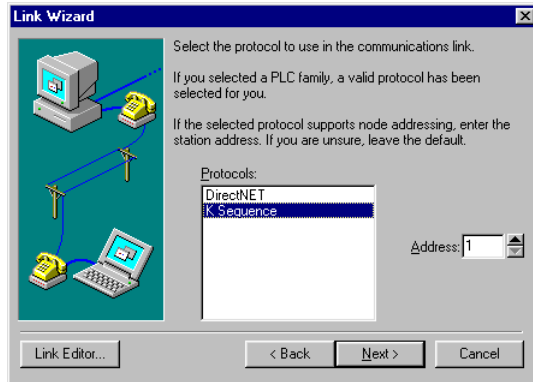 Link Wizard
Select the protocol to use in the communications link.
If you selected a PLC family, a valid protocol has been
selected for you.
If the selected protocol supports node addressing, enter the
station address. If you are unsure, leave the default.
Protocols:
DirectNET
K Sequence
Address: 1
Link Editor...
< Back
Next >
Cancel